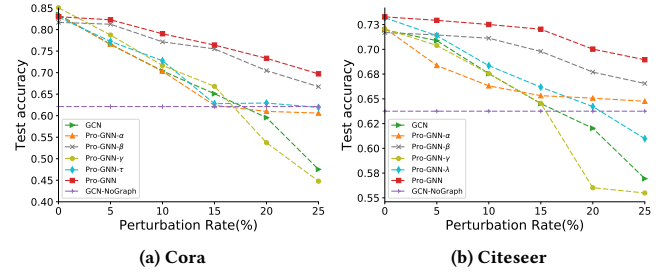 0.85
0.80
0.75
0.70
0.65
0.60
0.55
0.50
0.45
0.40
Test accuracy
GCN
Pro-GNN-α
Pro-GNN-β
Pro-GNN-γ
Pro-GNN-τ
Pro-GNN
GCN-NoGraph
0 5 10 15 20 25
Perturbation Rate(%)
(a) Cora
0.73
0.70
0.68
0.65
0.62
0.60
0.58
0.55
Test accuracy
GCN
Pro-GNN-α
Pro-GNN-β
Pro-GNN-γ
Pro-GNN-λ
Pro-GNN
GCN-NoGraph
0 5 10 15 20 25
Perturbation Rate(%)
(b) Citeseer